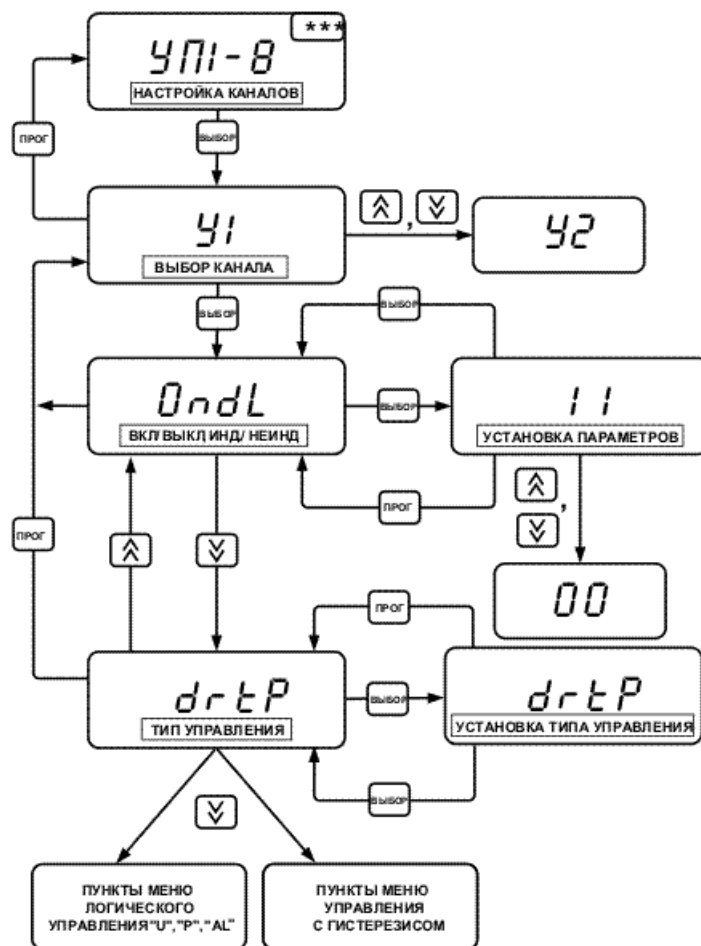 ***
УП1-8
НАСТРОЙКА КАНАЛОВ
ПРОГ
ВЫБОР
У1
ВЫБОР КАНАЛА
,
У2
ВЫБОР
ВЫБОР
OndL
ВКЛ/ВЫКЛ,ИНД/ НЕИНД
ВЫБОР
11
УСТАНОВКА ПАРАМЕТРОВ
ПРОГ
,
ПРОГ
00
ПРОГ
drtP
ТИП УПРАВЛЕНИЯ
ВЫБОР
drtP
УСТАНОВКА ТИПА УПРАВЛЕНИЯ
ВЫБОР
ПУНКТЫ МЕНЮ
ЛОГИЧЕСКОГО
УПРАВЛЕНИЯ"U","P","AL"
ПУНКТЫ МЕНЮ
УПРАВЛЕНИЯ
С ГИСТЕРЕЗИСОМ